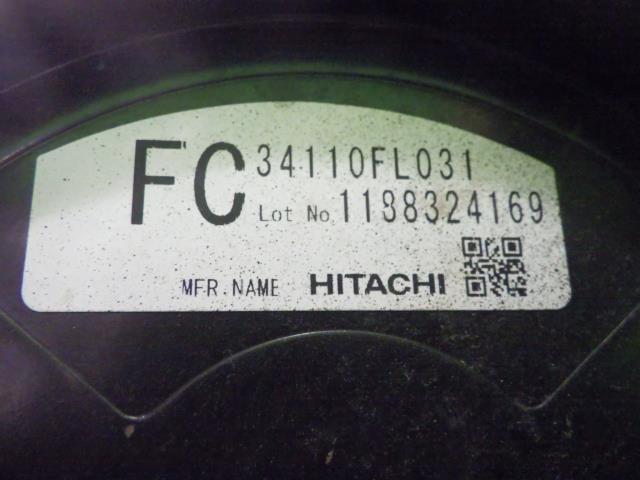 FC 34110FL031
Lot No 1188324169
MFR.NAME HITACHI